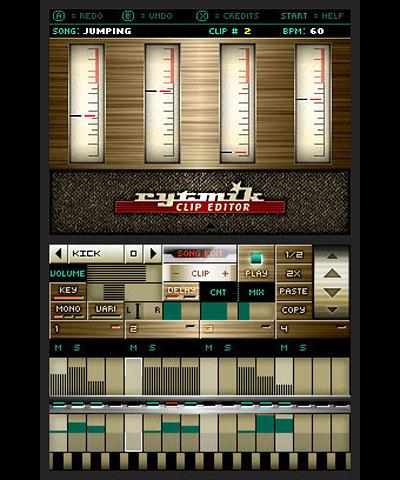 Ⓐ = REDO Ⓑ = UNDO Ⓧ = CREDITS START = HELP
SONG: JUMPING CLIP # 2 BPM: 60
rytmik
CLIP EDITOR
KICK 0 SONG EDIT 1/2
VOLUME - CLIP + PLAY 2X
KEY DELAY CNT MIX PASTE
MONO VARI L R COPY
1 2 3 4
M S M S M S M S